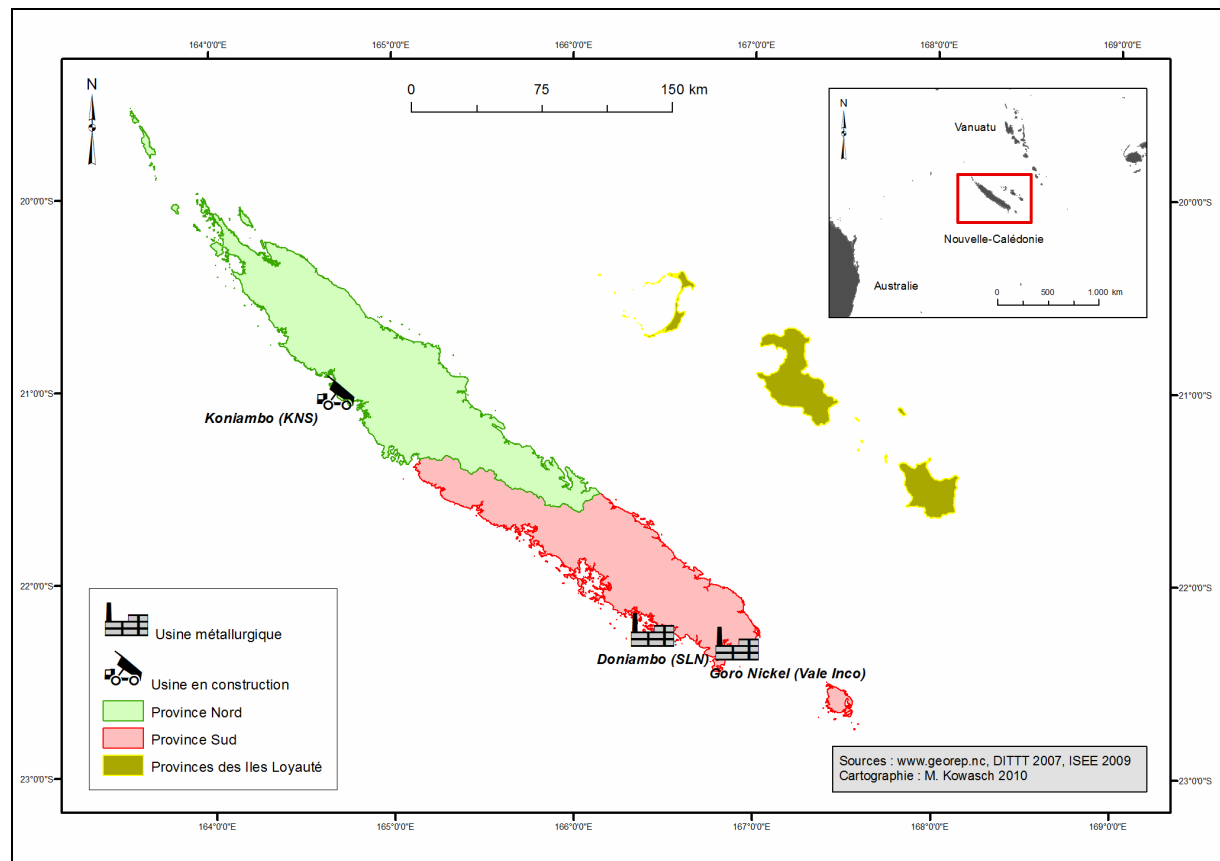 164°0'0"E 165°0'0"E 166°0'0"E 167°0'0"E 168°0'0"E 169°0'0"E
N
0 75 150 km
N
Vanuatu
Nouvelle-Calédonie
Australie
0 500 1 000 km
20°0'0"S 20°0'0"S
21°0'0"S 21°0'0"S
Koniambo (KNS)
22°0'0"S 22°0'0"S
Doniambo (SLN)
Goro Nickel (Vale Inco)
Usine métallurgique
Usine en construction
Province Nord
Province Sud
Provinces des Iles Loyauté
Sources : www.georep.nc, DITTT 2007, ISEE 2009
Cartographie : M. Kowasch 2010
23°0'0"S 23°0'0"S
164°0'0"E 165°0'0"E 166°0'0"E 167°0'0"E 168°0'0"E 169°0'0"E